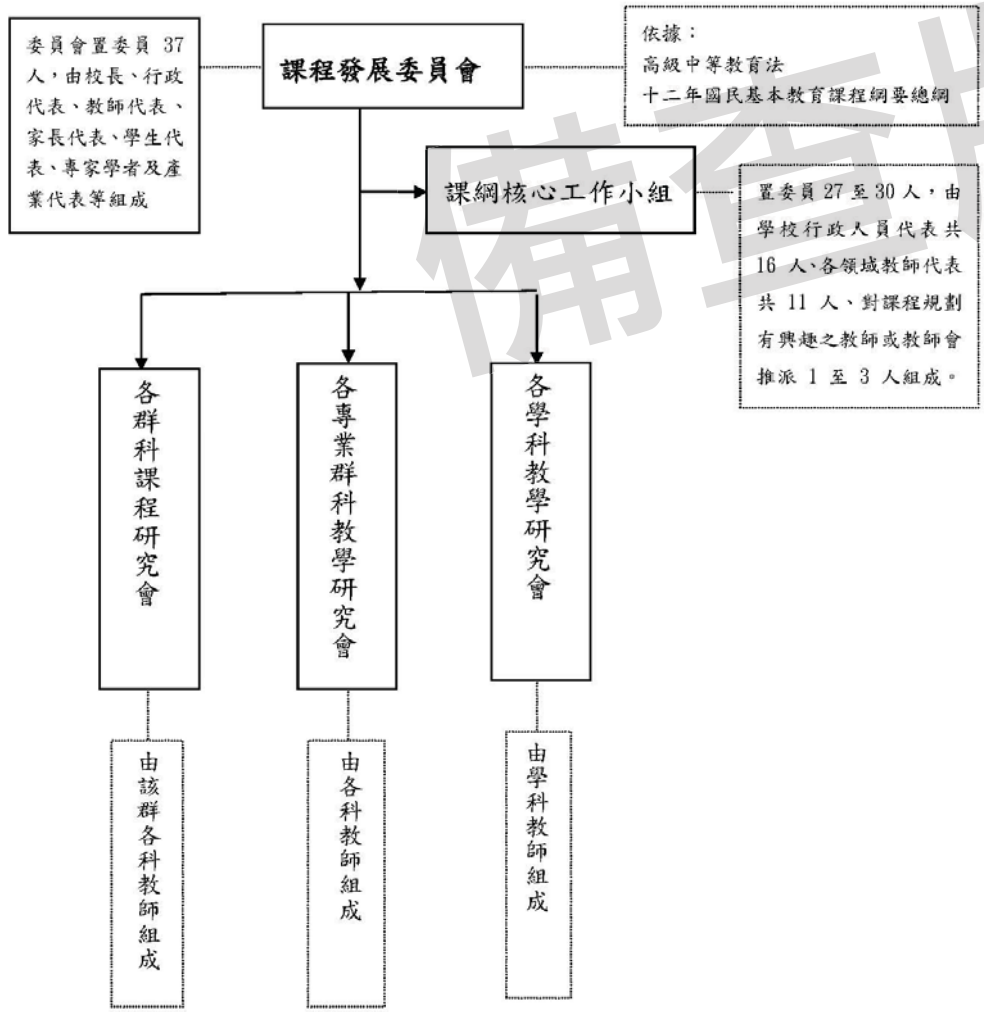 委員會置委員 37
人，由校長、行政
代表、教師代表、
家長代表、學生代
表、專家學者及產
業代表等組成
課程發展委員會
依據：
高級中等教育法
十二年國民基本教育課程綱要總綱
課綱核心工作小組
置委員 27 至 30 人，由
學校行政人員代表共
16 人、各領域教師代表
共 11 人、對課程規劃
有興趣之教師或教師會
推派 1 至 3 人組成。
各群科課程研究會
各專業群科教學研究會
各學科教學研究會
由該群各科教師組成
由各科教師組成
由學科教師組成
備查